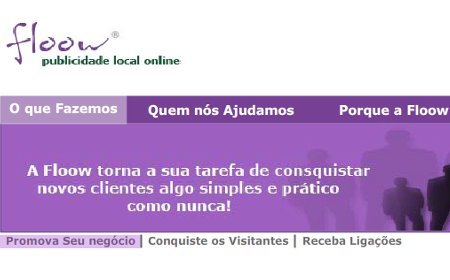 floow®
publicidade local online
O que Fazemos Quem nós Ajudamos Porque a Floow
A Floow torna a sua tarefa de consquistar
novos clientes algo simples e prático
como nunca!
Promova Seu negócio | Conquiste os Visitantes | Receba Ligações